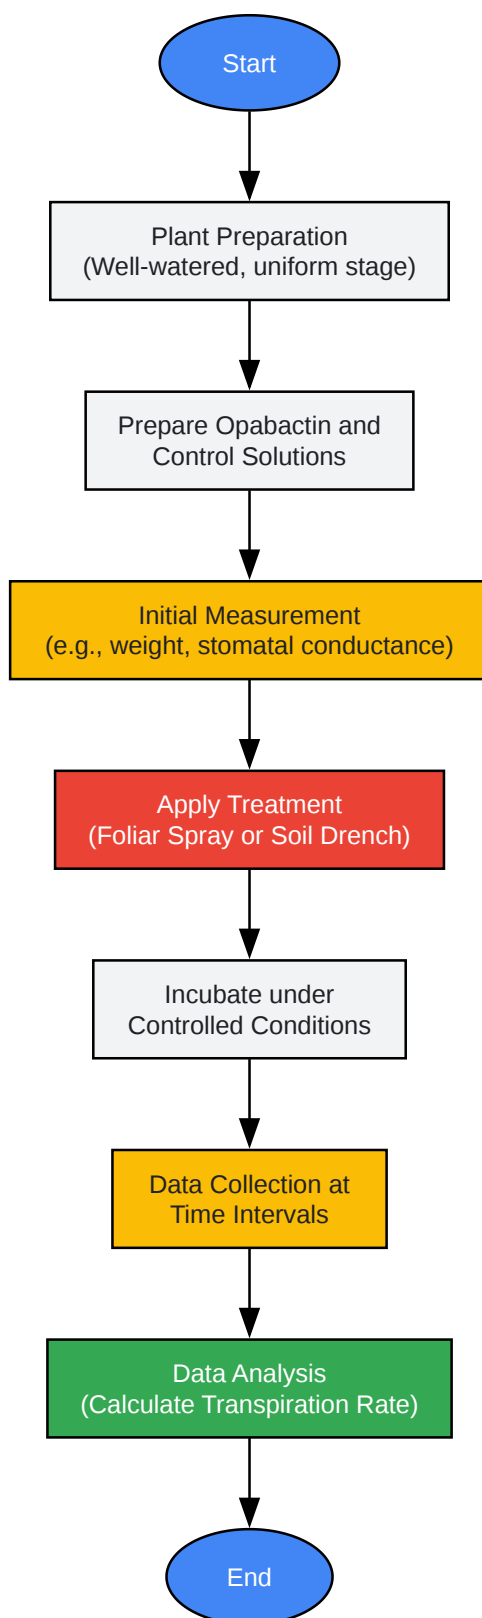 Start
Plant Preparation
(Well-watered, uniform stage)
Prepare Opabactin and
Control Solutions
Initial Measurement
(e.g., weight, stomatal conductance)
Apply Treatment
(Foliar Spray or Soil Drench)
Incubate under
Controlled Conditions
Data Collection at
Time Intervals
Data Analysis
(Calculate Transpiration Rate)
End